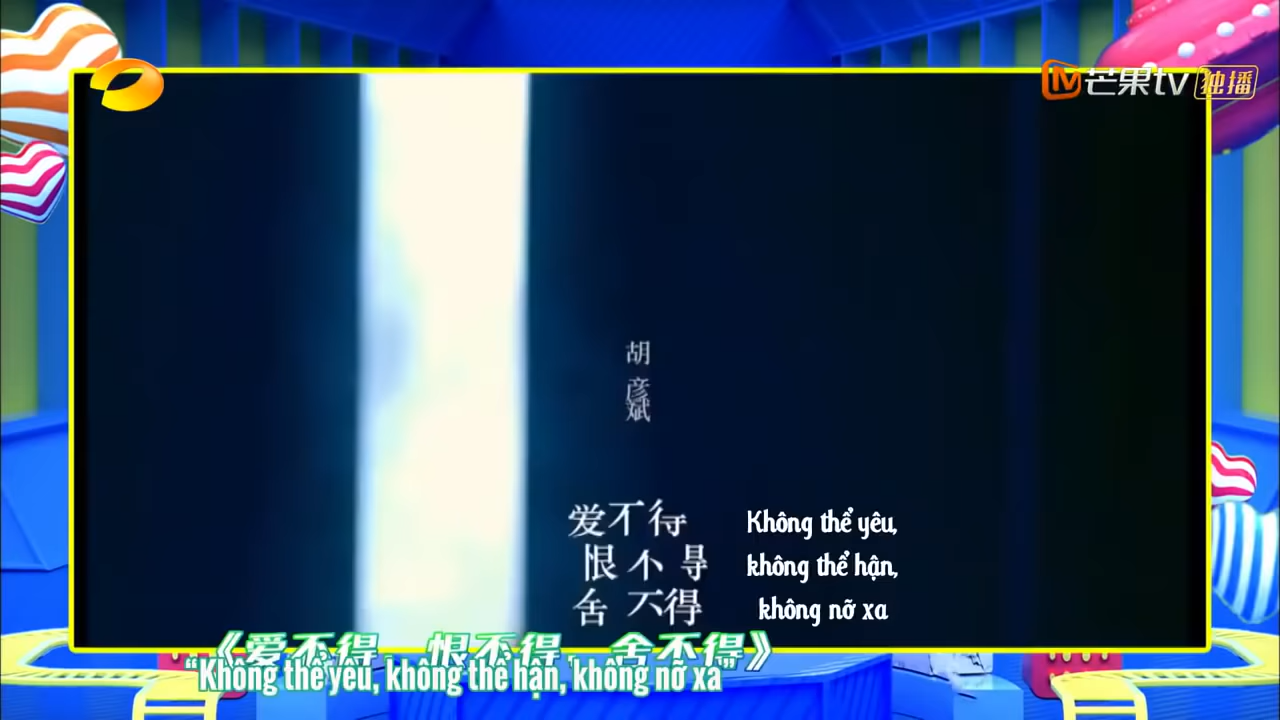 芒果tv 独播
胡彦斌
爱不得
恨不得
舍不得
Không thể yêu,
không thể hận,
không nỡ xa
《爱不得 恨不得 舍不得》
“Không thể yêu, không thể hận, không nỡ xa”